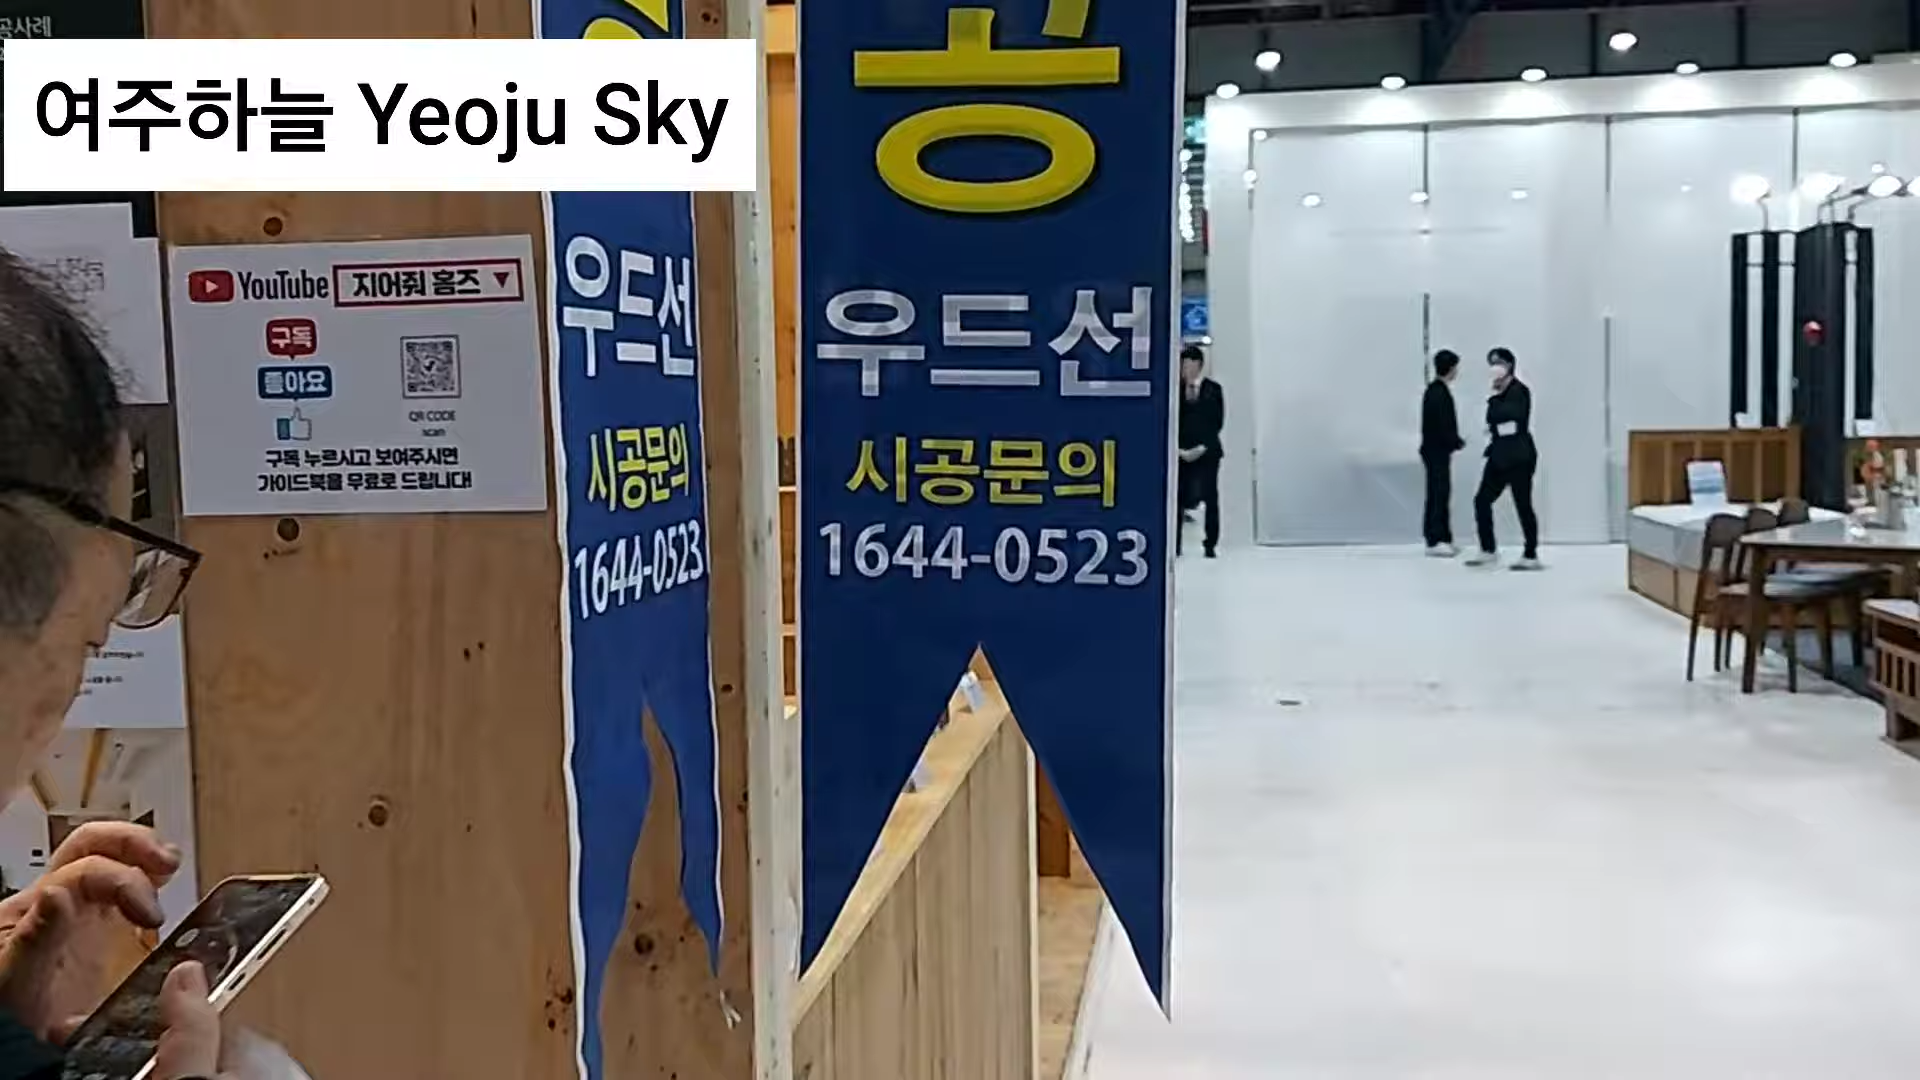 공사례
여주하늘 Yeoju Sky
YouTube 지어줘 홈즈
구독
좋아요
QR CODE
scan
구독 누르시고 보여주시면
가이드북을 무료로 드립니다!
우드선
시공문의
1644-0523
공
우드선
시공문의
1644-0523